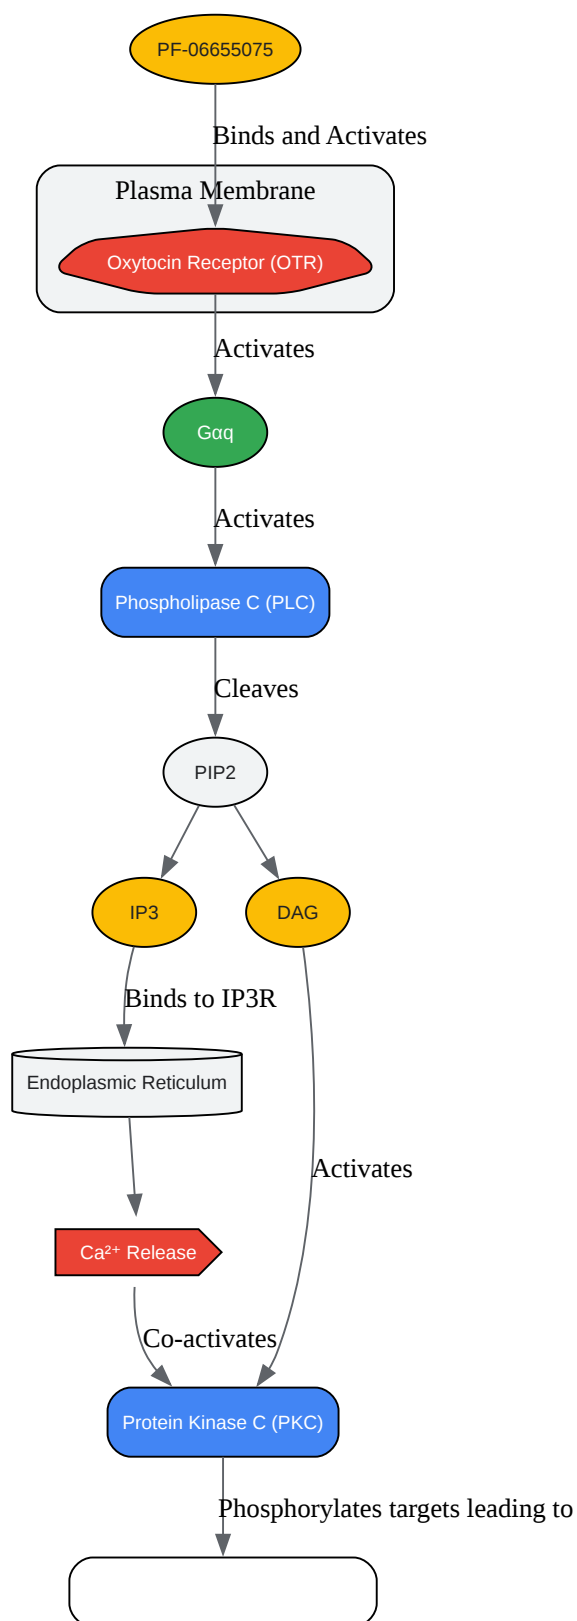 PF-06655075
Binds and Activates
Plasma Membrane
Oxytocin Receptor (OTR)
Activates
Gαq
Activates
Phospholipase C (PLC)
Cleaves
PIP2
IP3
DAG
Binds to IP3R
Endoplasmic Reticulum
Activates
Ca²⁺ Release
Co-activates
Protein Kinase C (PKC)
Phosphorylates targets leading to